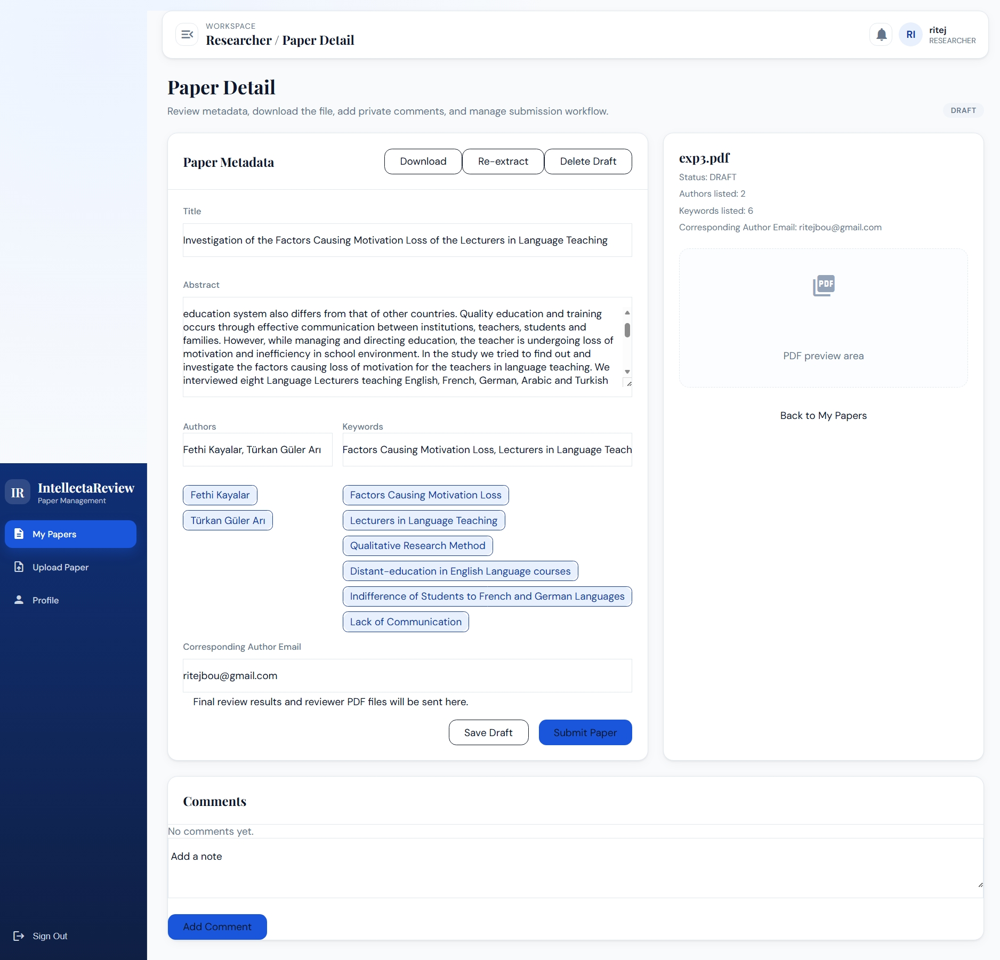 WORKSPACE
Researcher / Paper Detail
RI
ritej
RESEARCHER
Paper Detail
Review metadata, download the file, add private comments, and manage submission workflow.
DRAFT
Paper Metadata
Download
Re-extract
Delete Draft
Title
Investigation of the Factors Causing Motivation Loss of the Lecturers in Language Teaching
Abstract
education system also differs from that of other countries. Quality education and training
occurs through effective communication between institutions, teachers, students and
families. However, while managing and directing education, the teacher is undergoing loss of
motivation and inefficiency in school environment. In the study we tried to find out and
investigate the factors causing loss of motivation for the teachers in language teaching. We
interviewed eight Language Lecturers teaching English, French, German, Arabic and Turkish
Authors
Fethi Kayalar, Türkan Güler Arı
Fethi Kayalar
Türkan Güler Arı
Keywords
Factors Causing Motivation Loss, Lecturers in Language Teach
Factors Causing Motivation Loss
Lecturers in Language Teaching
Qualitative Research Method
Distant-education in English Language courses
Indifference of Students to French and German Languages
Lack of Communication
Corresponding Author Email
ritejbou@gmail.com
Final review results and reviewer PDF files will be sent here.
Save Draft
Submit Paper
exp3.pdf
Status: DRAFT
Authors listed: 2
Keywords listed: 6
Corresponding Author Email: ritejbou@gmail.com
PDF
PDF preview area
Back to My Papers
Comments
No comments yet.
Add a note
Add Comment
IR
IntellectaReview
Paper Management
My Papers
Upload Paper
Profile
Sign Out